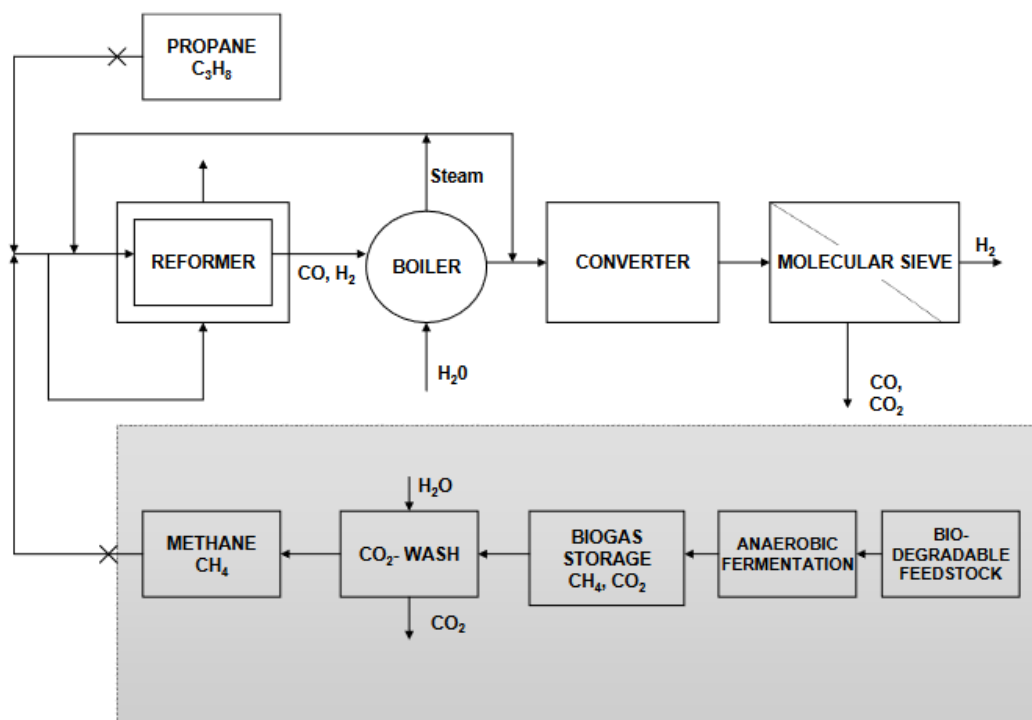 PROPANE
C₃H₈
Steam
REFORMER
CO, H₂
BOILER
CONVERTER
MOLECULAR SIEVE
H₂
H₂0
CO,
CO₂
H₂O
METHANE
CH₄
CO₂- WASH
BIOGAS
STORAGE
CH₄, CO₂
ANAEROBIC
FERMENTATION
BIO-
DEGRADABLE
FEEDSTOCK
CO₂